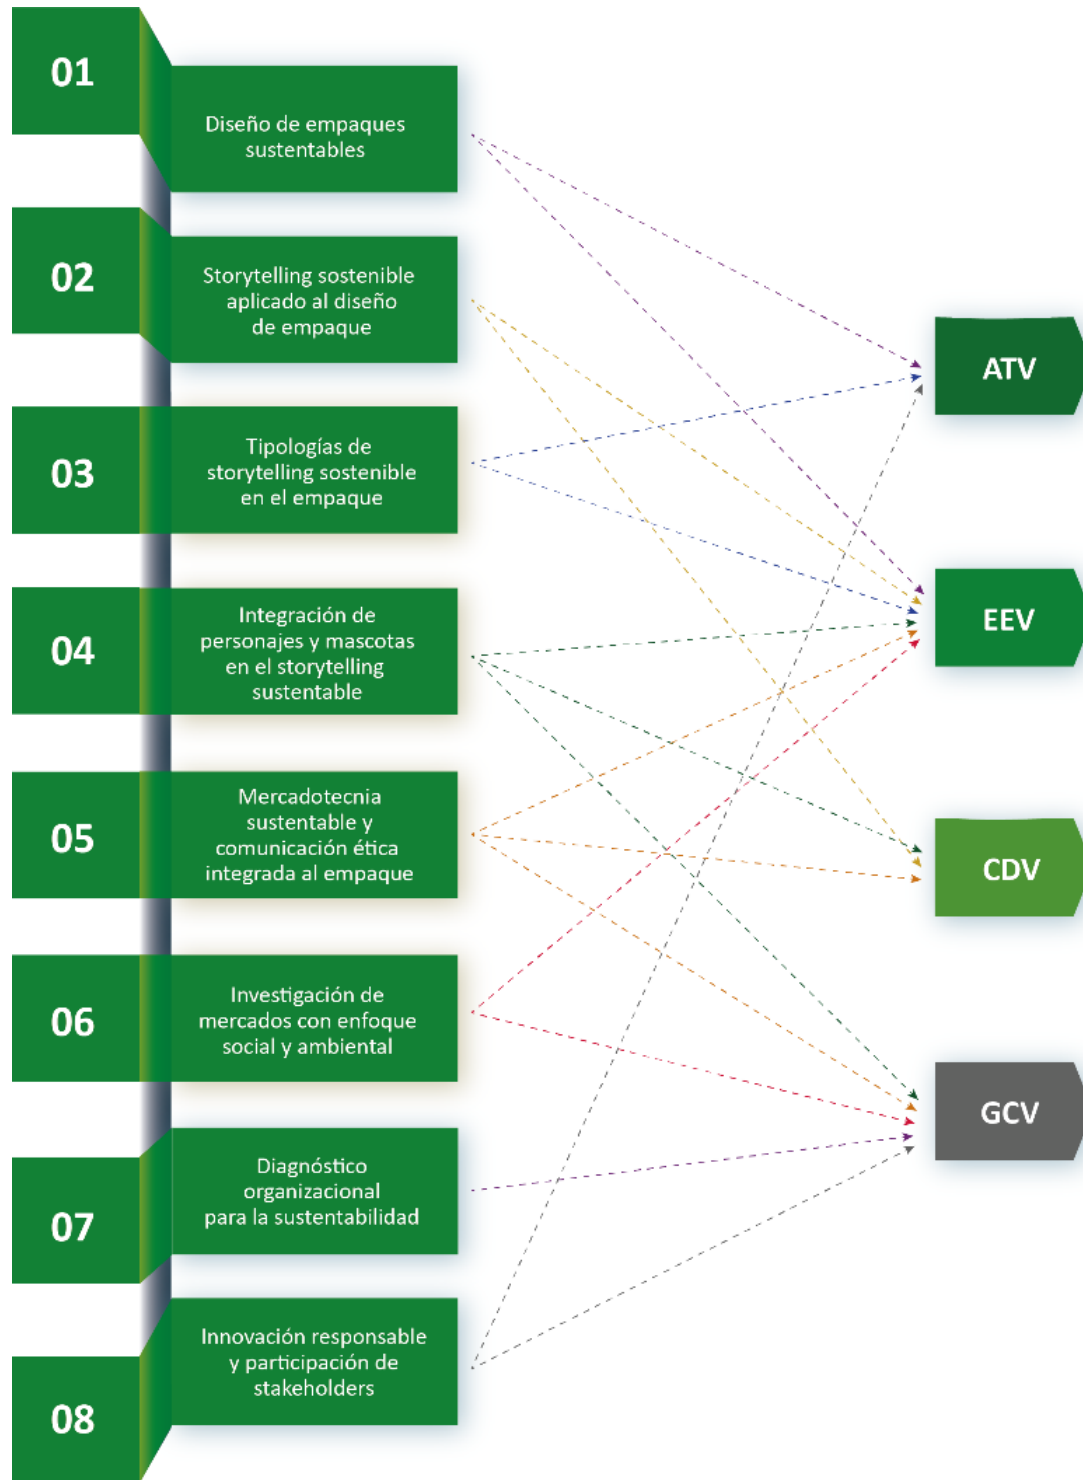 01
Diseño de empaques
sustentables
02
Storytelling sostenible
aplicado al diseño
de empaque
03
Tipologías de
storytelling sostenible
en el empaque
04
Integración de
personajes y mascotas
en el storytelling
sustentable
05
Mercadotecnia
sustentable y
comunicación ética
integrada al empaque
06
Investigación de
mercados con enfoque
social y ambiental
07
Diagnóstico
organizacional
para la sustentabilidad
08
Innovación responsable
y participación de
stakeholders
ATV
EEV
CDV
GCV